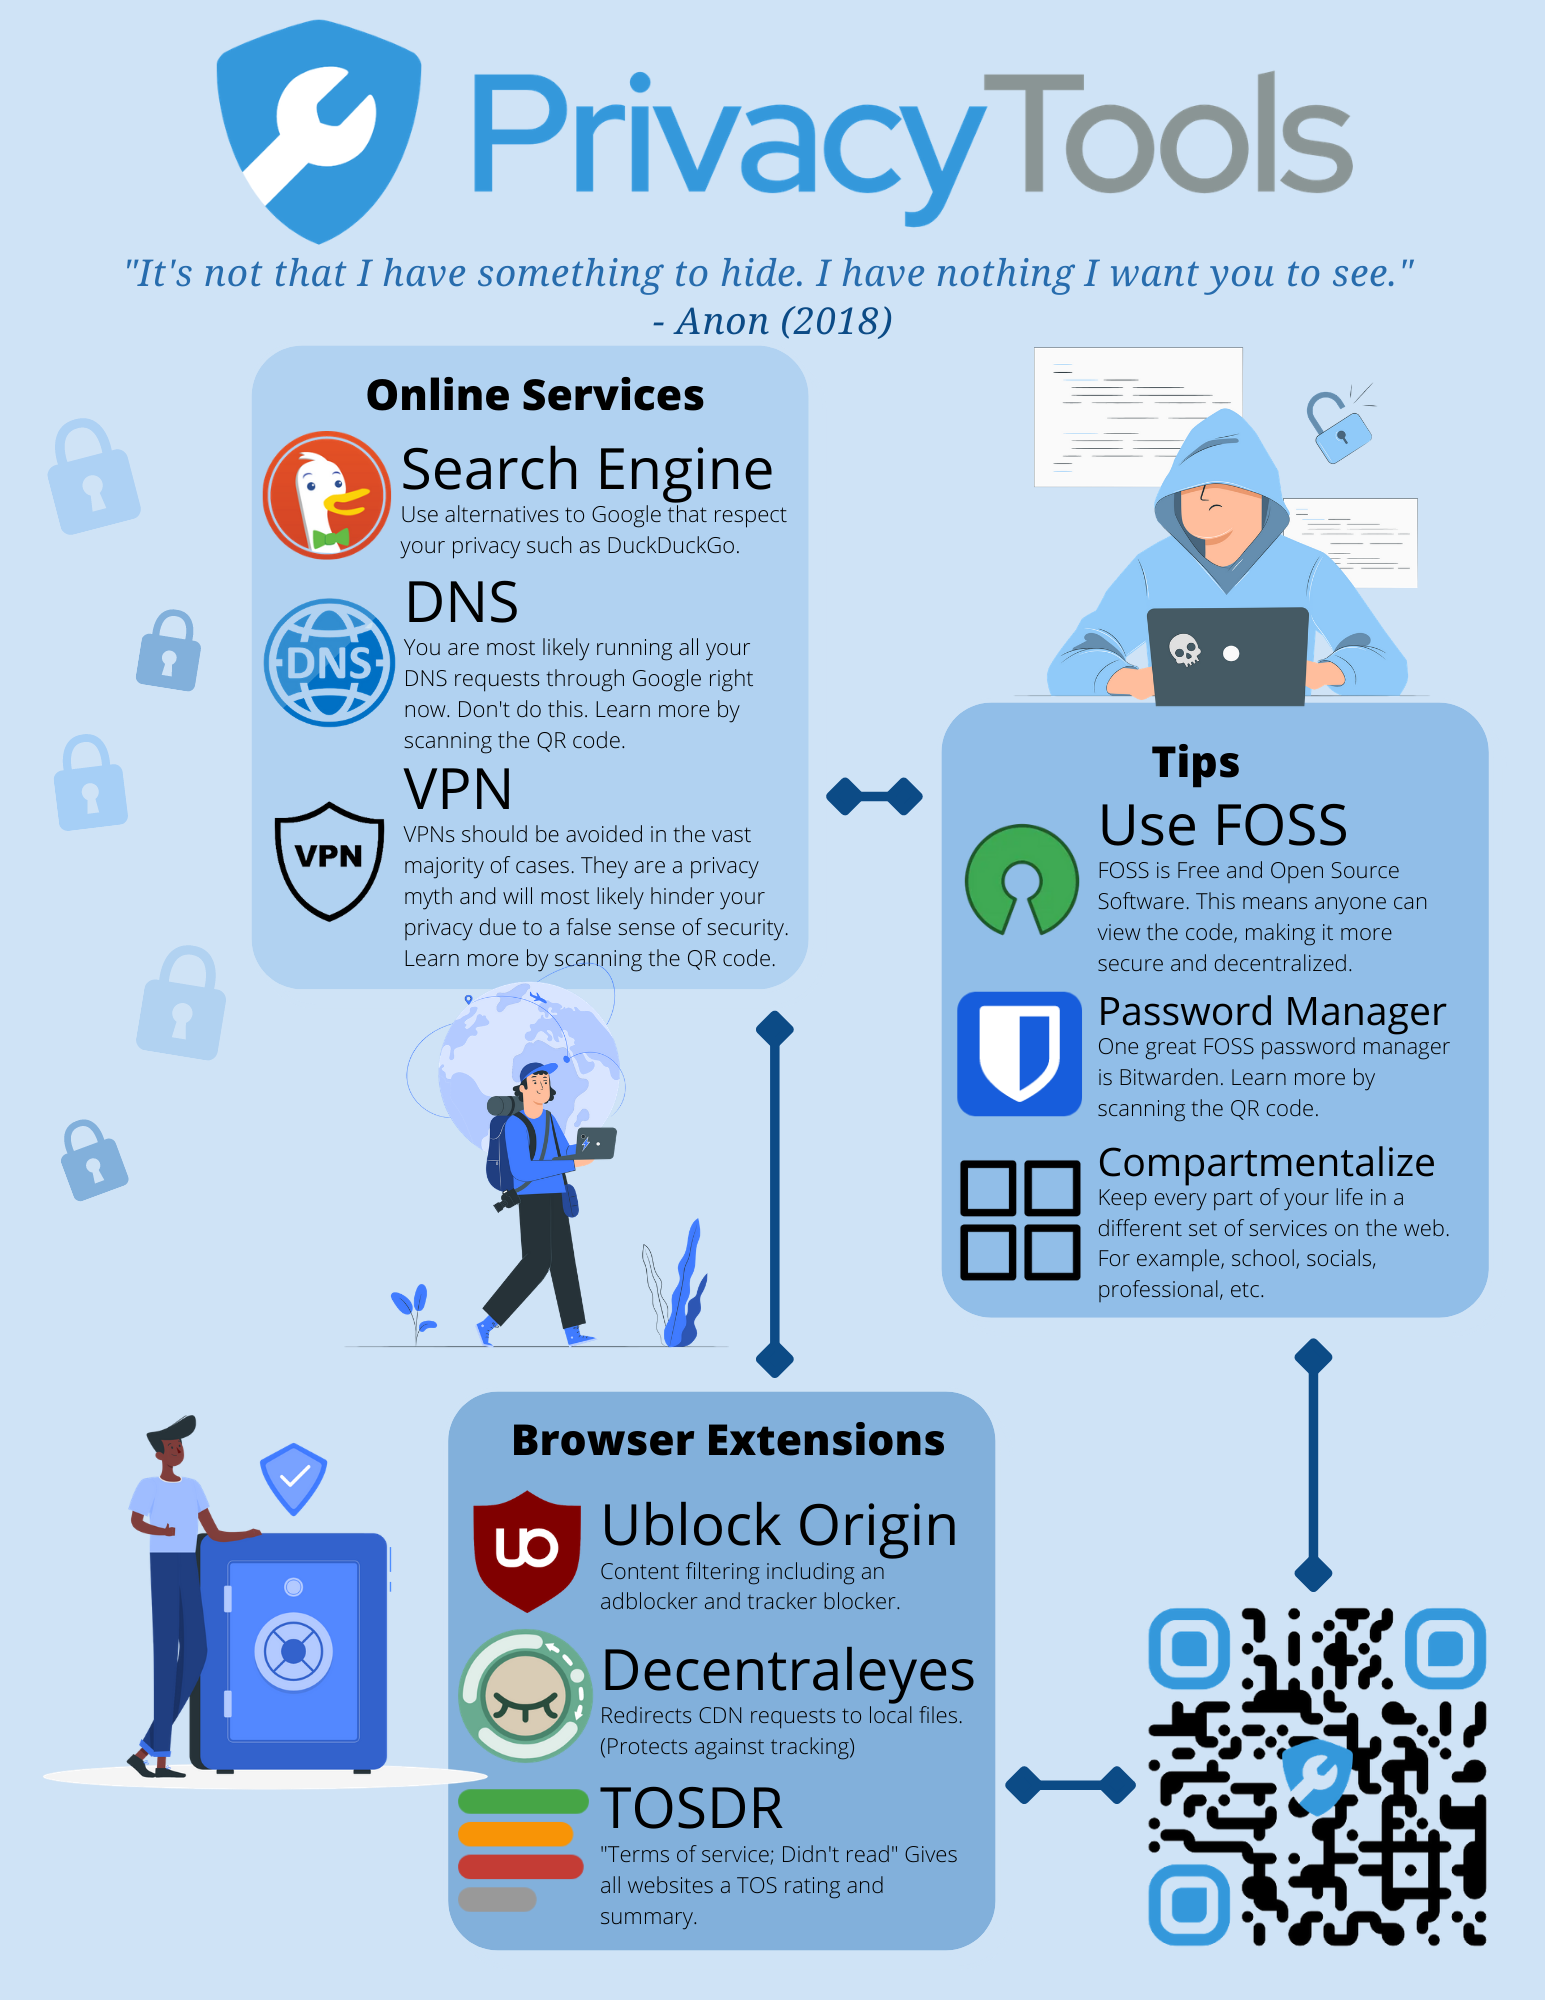 PrivacyTools
"It's not that I have something to hide. I have nothing I want you to see."
- Anon (2018)
Online Services
Search Engine
Use alternatives to Google that respect
your privacy such as DuckDuckGo.
DNS
DNS
You are most likely running all your
DNS requests through Google right
now. Don't do this. Learn more by
scanning the QR code.
VPN
VPN
VPNs should be avoided in the vast
majority of cases. They are a privacy
myth and will most likely hinder your
privacy due to a false sense of security.
Learn more by scanning the QR code.
Tips
Use FOSS
FOSS is Free and Open Source
Software. This means anyone can
view the code, making it more
secure and decentralized.
Password Manager
One great FOSS password manager
is Bitwarden. Learn more by
scanning the QR code.
Compartmentalize
Keep every part of your life in a
different set of services on the web.
For example, school, socials,
professional, etc.
Browser Extensions
uo
Ublock Origin
Content filtering including an
adblocker and tracker blocker.
Decentraleyes
Redirects CDN requests to local files.
(Protects against tracking)
TOSDR
"Terms of service; Didn't read" Gives
all websites a TOS rating and
summary.